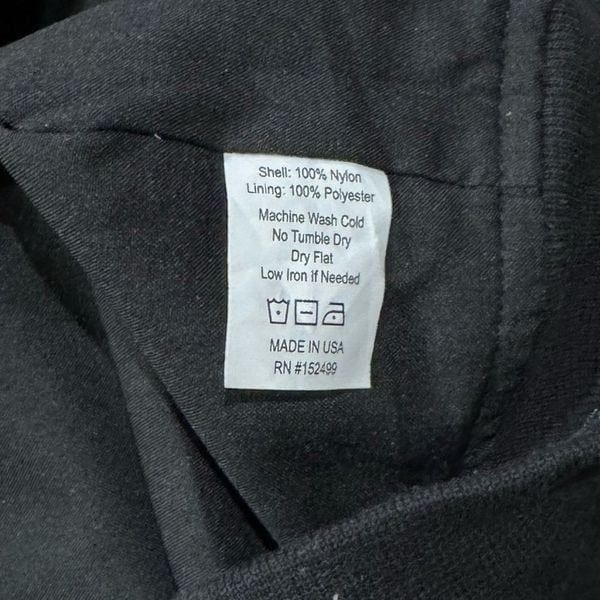 Shell: 100% Nylon
Lining: 100% Polyester
Machine Wash Cold
No Tumble Dry
Dry Flat
Low Iron if Needed
MADE IN USA
RN #152499